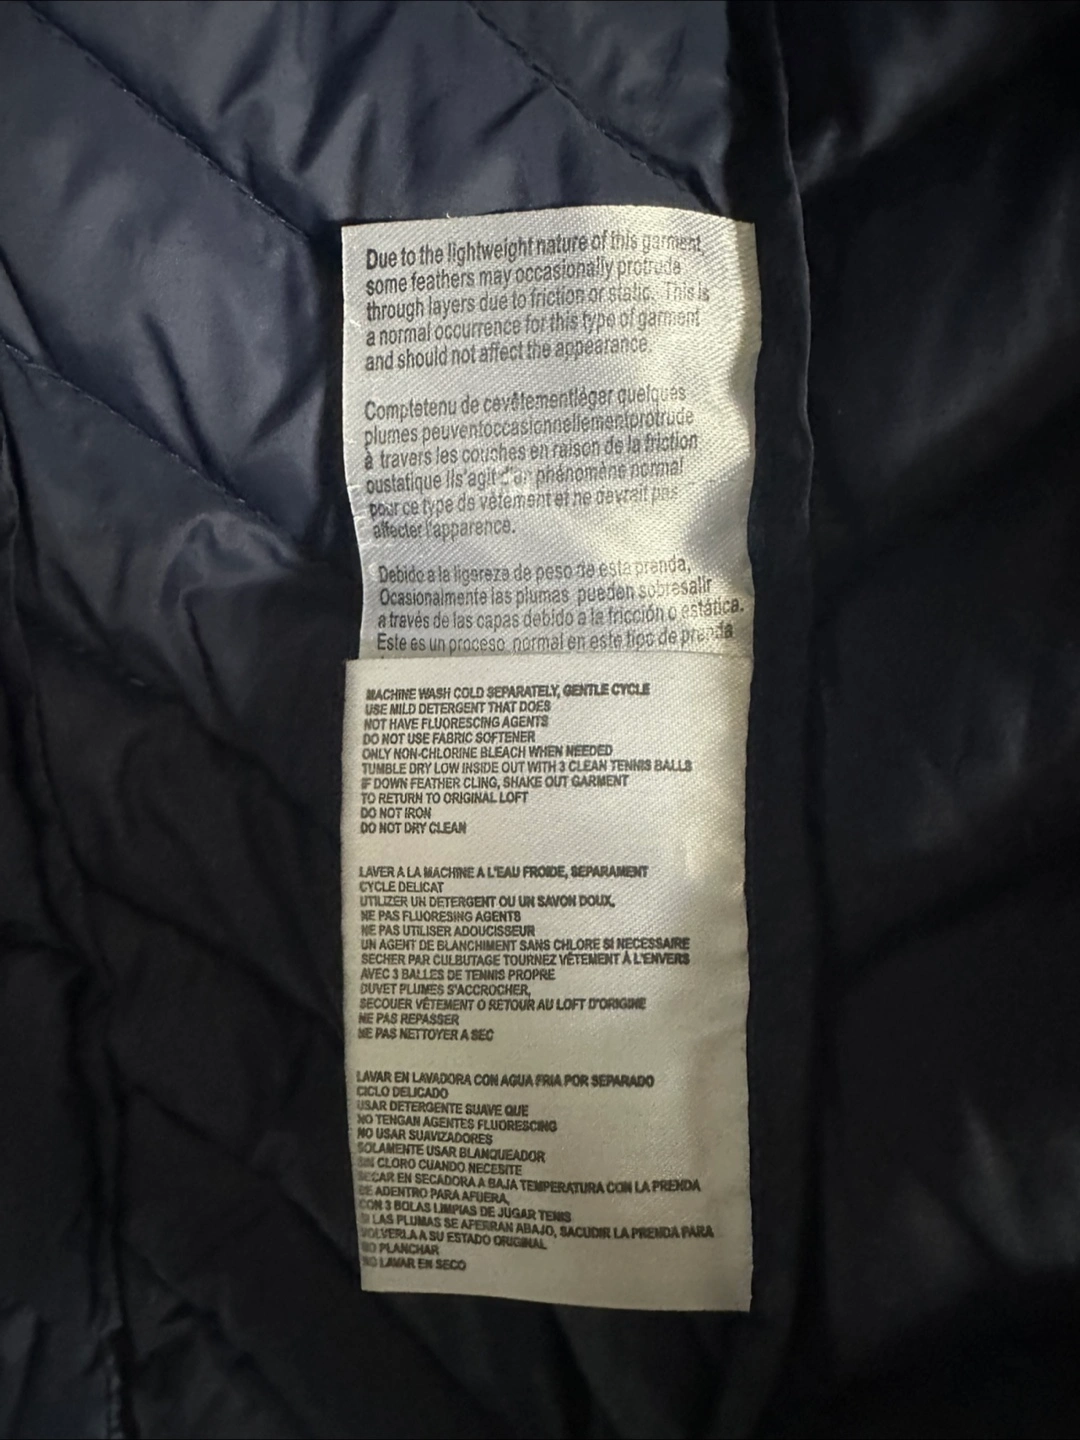 Due to the lightweight nature of this garment,
some feathers may occasionally protrude
through layers due to friction or static. This is
a normal occurrence for this type of garment
and should not affect the appearance.
Comptetenu de cevêtementléger quelques
plumes peuventoccasionnellementprotrude
à travers les couches en raison de la friction
oustatique Ils'agit d'un phénomène normal
pour ce type de vêtement et ne devrait pas
affecter l'apparence.
Debido a la ligereza de peso de esta prenda,
Ocasionalmente las plumas pueden sobresalir
a través de las capas debido a la fricción o estática.
Este es un proceso normal en este tipo de prenda
MACHINE WASH COLD SEPARATELY, GENTLE CYCLE
USE MILD DETERGENT THAT DOES
NOT HAVE FLUORESCING AGENTS
DO NOT USE FABRIC SOFTENER
ONLY NON-CHLORINE BLEACH WHEN NEEDED
TUMBLE DRY LOW INSIDE OUT WITH 3 CLEAN TENNIS BALLS
IF DOWN FEATHER CLING, SHAKE OUT GARMENT
TO RETURN TO ORIGINAL LOFT
DO NOT IRON
DO NOT DRY CLEAN
LAVER A LA MACHINE A L'EAU FROIDE, SEPARAMENT
CYCLE DELICAT
UTILIZER UN DETERGENT OU UN SAVON DOUX,
NE PAS FLUORESING AGENTS
NE PAS UTILISER ADOUCISSEUR
UN AGENT DE BLANCHIMENT SANS CHLORE SI NECESSAIRE
SECHER PAR CULBUTAGE TOURNEZ VÊTEMENT À L'ENVERS
AVEC 3 BALLES DE TENNIS PROPRE
DUVET PLUMES S'ACCROCHER,
SECOUER VÊTEMENT O RETOUR AU LOFT D'ORIGINE
NE PAS REPASSER
NE PAS NETTOYER A SEC
LAVAR EN LAVADORA CON AGUA FRIA POR SEPARADO
CICLO DELICADO
USAR DETERGENTE SUAVE QUE
NO TENGAN AGENTES FLUORESCING
NO USAR SUAVIZADORES
SOLAMENTE USAR BLANQUEADOR
SIN CLORO CUANDO NECESITE
SECAR EN SECADORA A BAJA TEMPERATURA CON LA PRENDA
DE ADENTRO PARA AFUERA,
CON 3 BOLAS LIMPIAS DE JUGAR TENIS
SI LAS PLUMAS SE AFERRAN ABAJO, SACUDIR LA PRENDA PARA
VOLVERLA A SU ESTADO ORIGINAL
NO PLANCHAR
NO LAVAR EN SECO